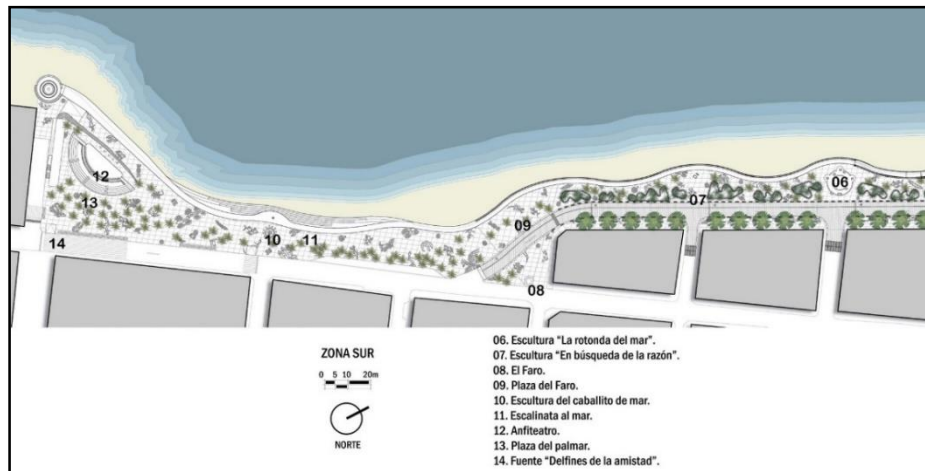 06
12
07
13
09
14
10
11
08
ZONA SUR
0 5 10 20m
NORTE
06. Escultura "La rotonda del mar".
07. Escultura "En búsqueda de la razón".
08. El Faro.
09. Plaza del Faro.
10. Escultura del caballito de mar.
11. Escalinata al mar.
12. Anfiteatro.
13. Plaza del palmar.
14. Fuente "Delfines de la amistad".